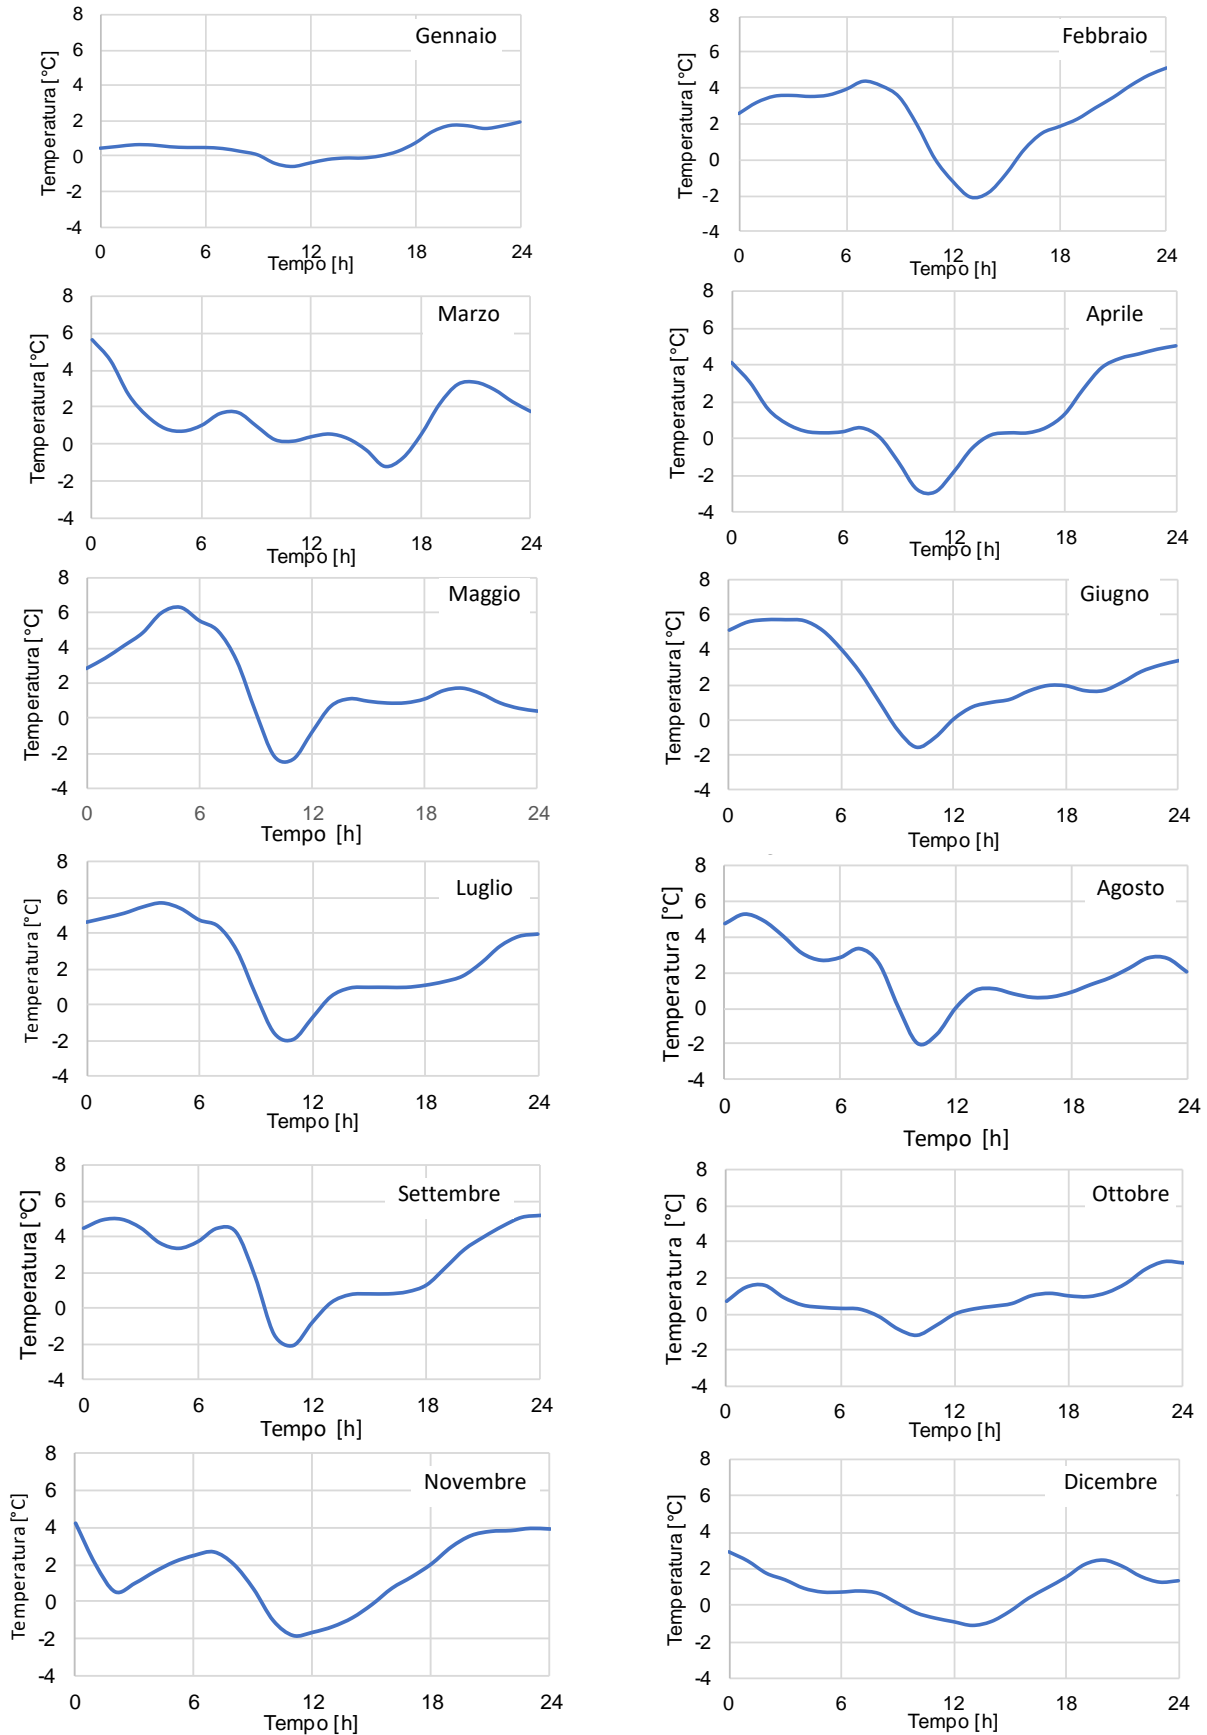 8
6
4
2
0
-2
-4
Temperatura [°C]
Gennaio
0 6 12 18 24
Tempo [h]
8
6
4
2
0
-2
-4
Temperatura [°C]
Febbraio
0 6 12 18 24
Tempo [h]
8
6
4
2
0
-2
-4
Temperatura [°C]
Marzo
0 6 12 18 24
Tempo [h]
8
6
4
2
0
-2
-4
Temperatura [°C]
Aprile
0 6 12 18 24
Tempo [h]
8
6
4
2
0
-2
-4
Temperatura [°C]
Maggio
0 6 12 18 24
Tempo [h]
8
6
4
2
0
-2
-4
Temperatura [°C]
Giugno
0 6 12 18 24
Tempo [h]
8
6
4
2
0
-2
-4
Temperatura [°C]
Luglio
0 6 12 18 24
Tempo [h]
8
6
4
2
0
-2
-4
Temperatura [°C]
Agosto
0 6 12 18 24
Tempo [h]
8
6
4
2
0
-2
-4
Temperatura [°C]
Settembre
0 6 12 18 24
Tempo [h]
8
6
4
2
0
-2
-4
Temperatura [°C]
Ottobre
0 6 12 18 24
Tempo [h]
8
6
4
2
0
-2
-4
Temperatura [°C]
Novembre
0 6 12 18 24
Tempo [h]
8
6
4
2
0
-2
-4
Temperatura [°C]
Dicembre
0 6 12 18 24
Tempo [h]